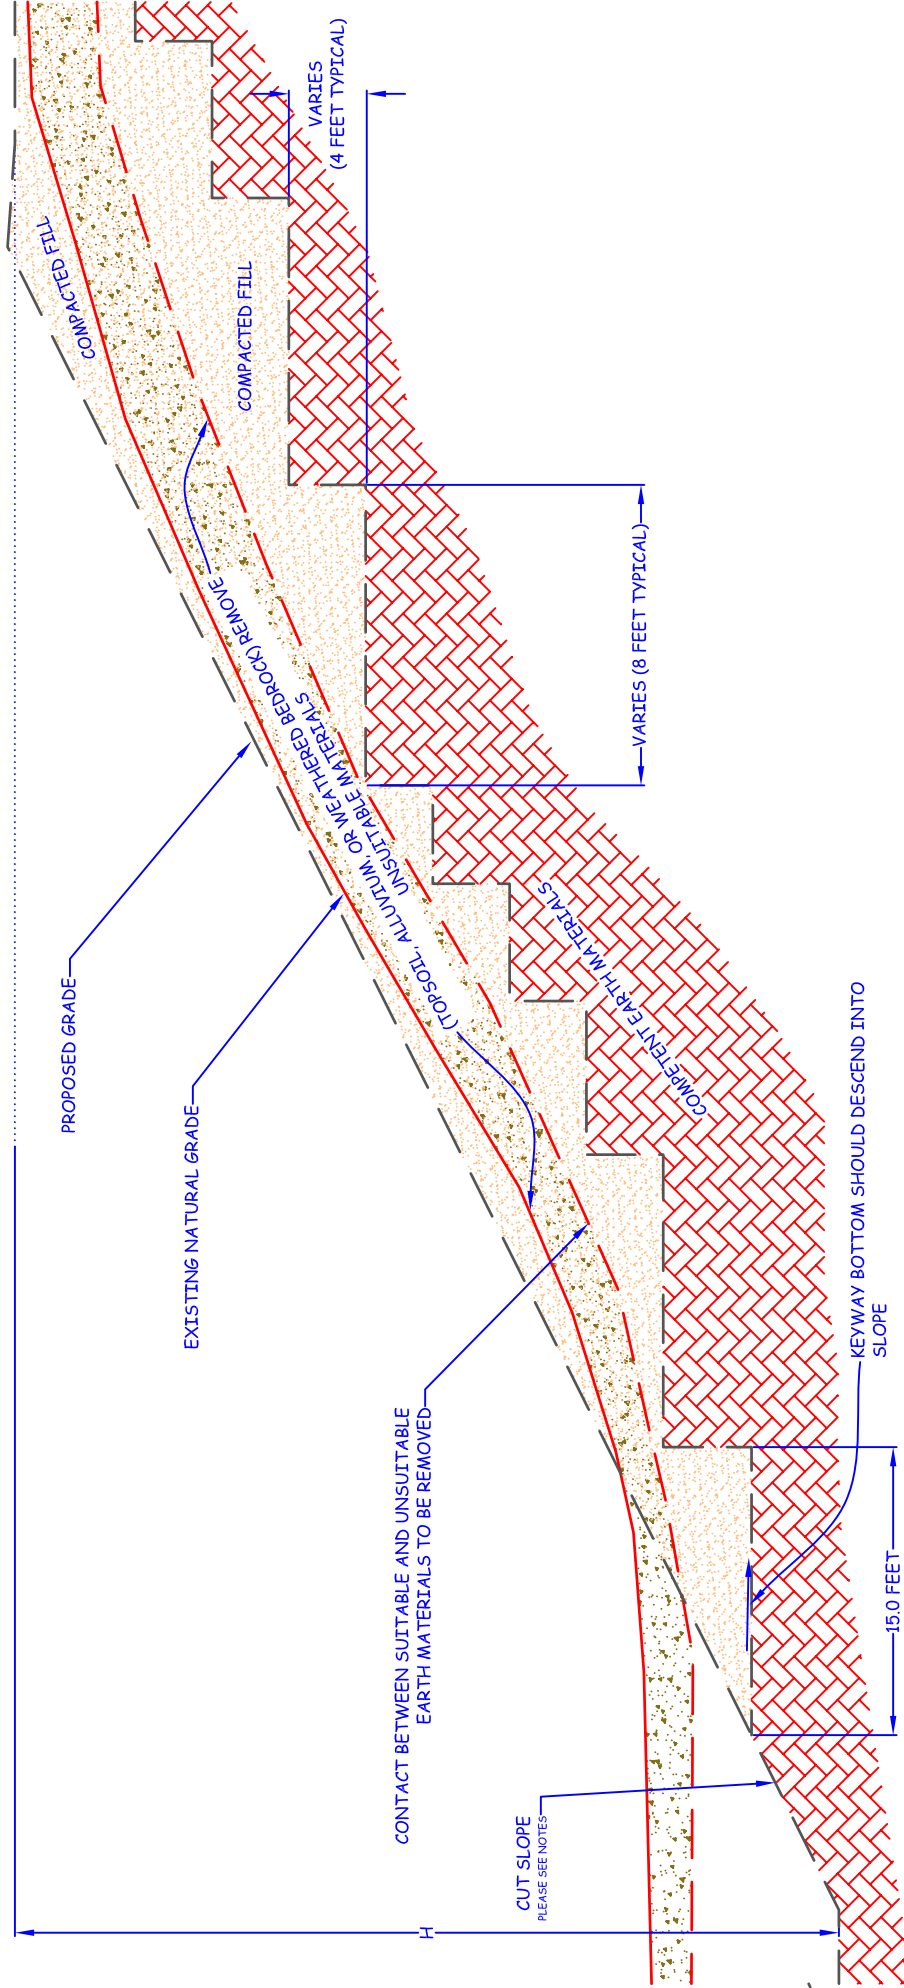 PROPOSED GRADE
EXISTING NATURAL GRADE
CONTACT BETWEEN SUITABLE AND UNSUITABLE
EARTH MATERIALS TO BE REMOVED
CUT SLOPE
PLEASE SEE NOTES
H
COMPACTED FILL
COMPACTED FILL
REMOVE
UNSUITABLE MATERIALS
(TOPSOIL, ALLUVIUM, OR WEATHERED BEDROCK)
COMPETENT EARTH MATERIALS
VARIES
(4 FEET TYPICAL)
VARIES (8 FEET TYPICAL)
KEYWAY BOTTOM SHOULD DESCEND INTO
SLOPE
15.0 FEET